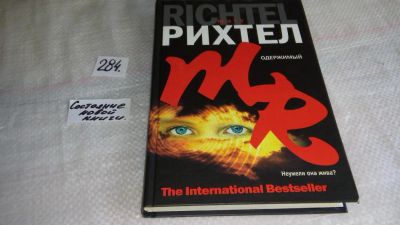 RICHTEL
РИХТЕЛ
ОДЕРЖИМЫЙ
MR
284.
Состояние
новой
книги.
Неужели она жива?
The International Bestseller